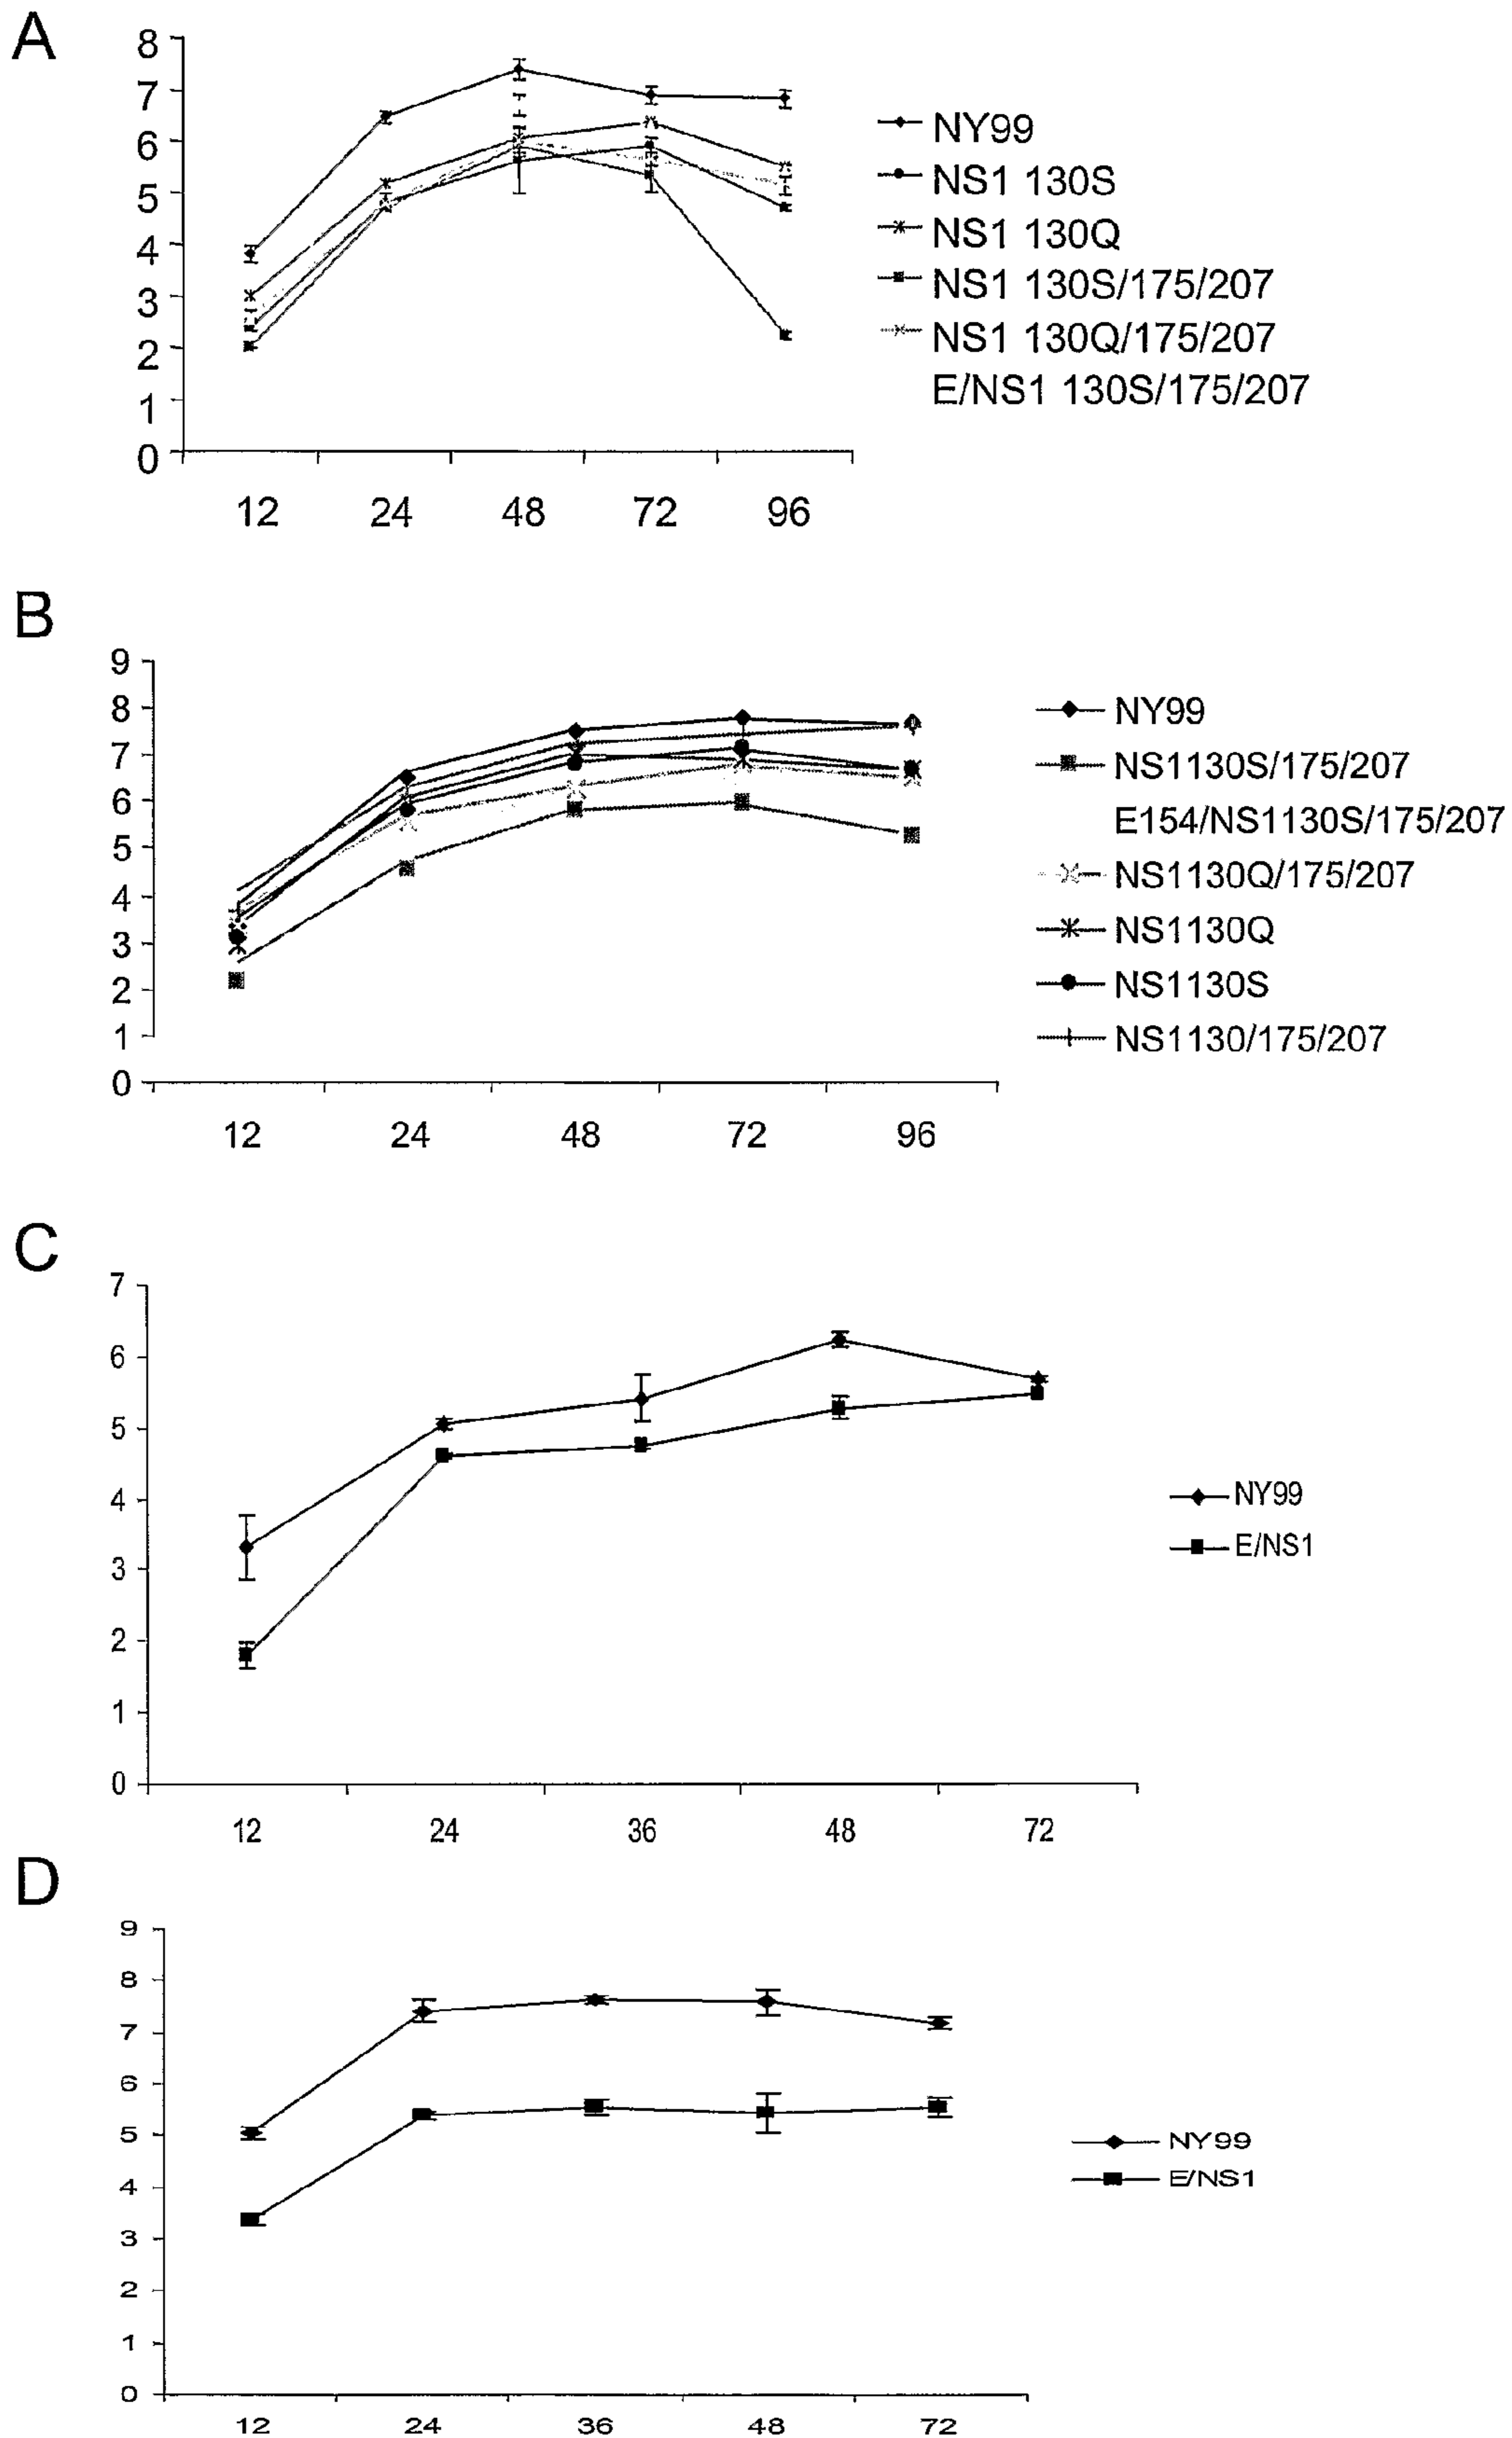 A
8
7
6
5
4
3
2
1
0
12 24 48 72 96
NY99
NS1 130S
NS1 130Q
NS1 130S/175/207
NS1 130Q/175/207
E/NS1 130S/175/207
B
9
8
7
6
5
4
3
2
1
0
12 24 48 72 96
NY99
NS1130S/175/207
E154/NS1130S/175/207
NS1130Q/175/207
NS1130Q
NS1130S
NS1130/175/207
C
7
6
5
4
3
2
1
0
12 24 36 48 72
NY99
E/NS1
D
9
8
7
6
5
4
3
2
1
0
12 24 36 48 72
NY99
E/NS1